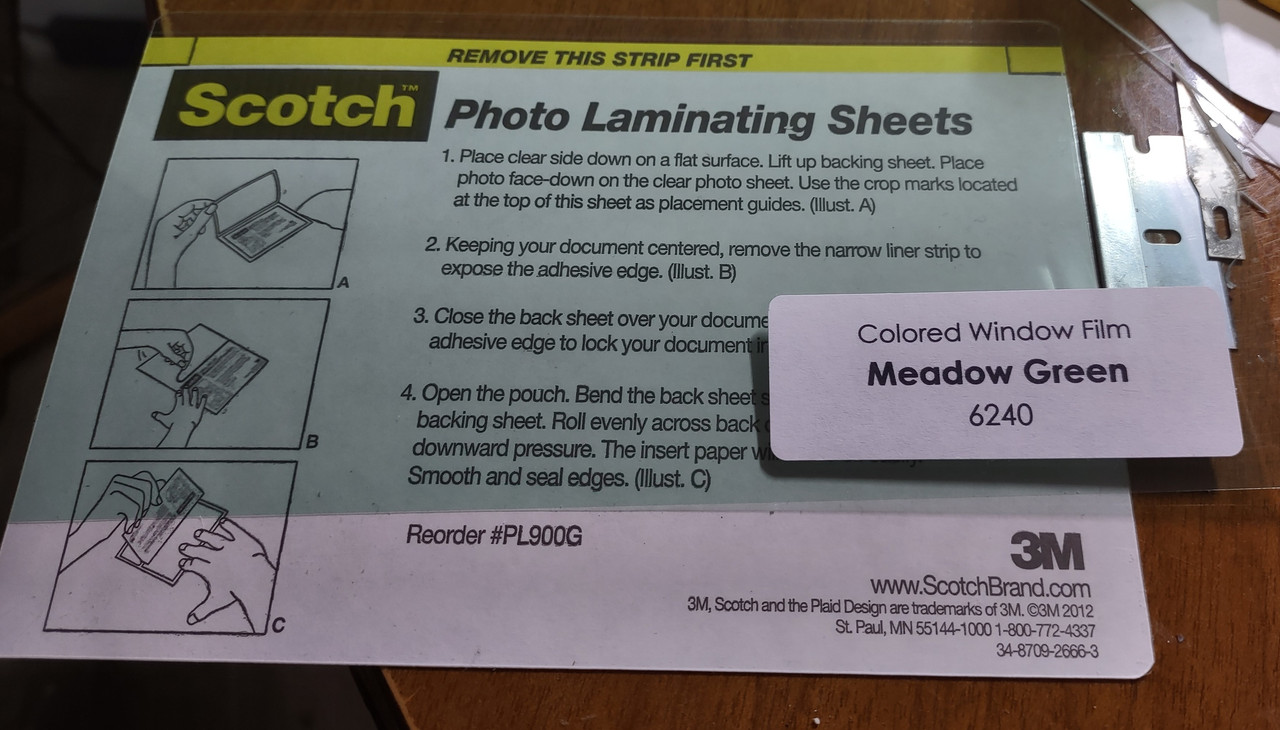 REMOVE THIS STRIP FIRST
Scotch™
Photo Laminating Sheets
1. Place clear side down on a flat surface. Lift up backing sheet. Place
photo face-down on the clear photo sheet. Use the crop marks located
at the top of this sheet as placement guides. (Illust. A)
2. Keeping your document centered, remove the narrow liner strip to
expose the adhesive edge. (Illust. B)
3. Close the back sheet over your docume
adhesive edge to lock your document
4. Open the pouch. Bend the back sheet
backing sheet. Roll evenly across back
downward pressure. The insert paper
Smooth and seal edges. (Illust. C)
A
B
C
Colored Window Film
Meadow Green
6240
Reorder #PL900G
3M
www.ScotchBrand.com
3M, Scotch and the Plaid Design are trademarks of 3M. ©3M 2012
St. Paul, MN 55144-1000 1-800-772-4337
34-8709-2666-3